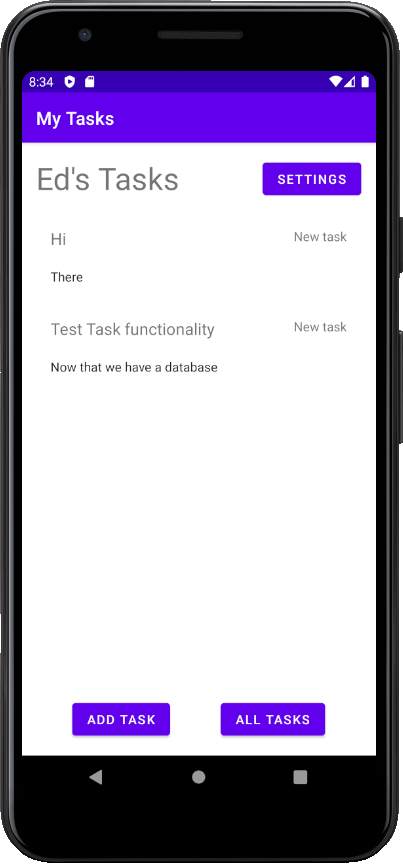 8:34
My Tasks
Ed's Tasks
SETTINGS
Hi
New task
There
Test Task functionality
New task
Now that we have a database
ADD TASK
ALL TASKS